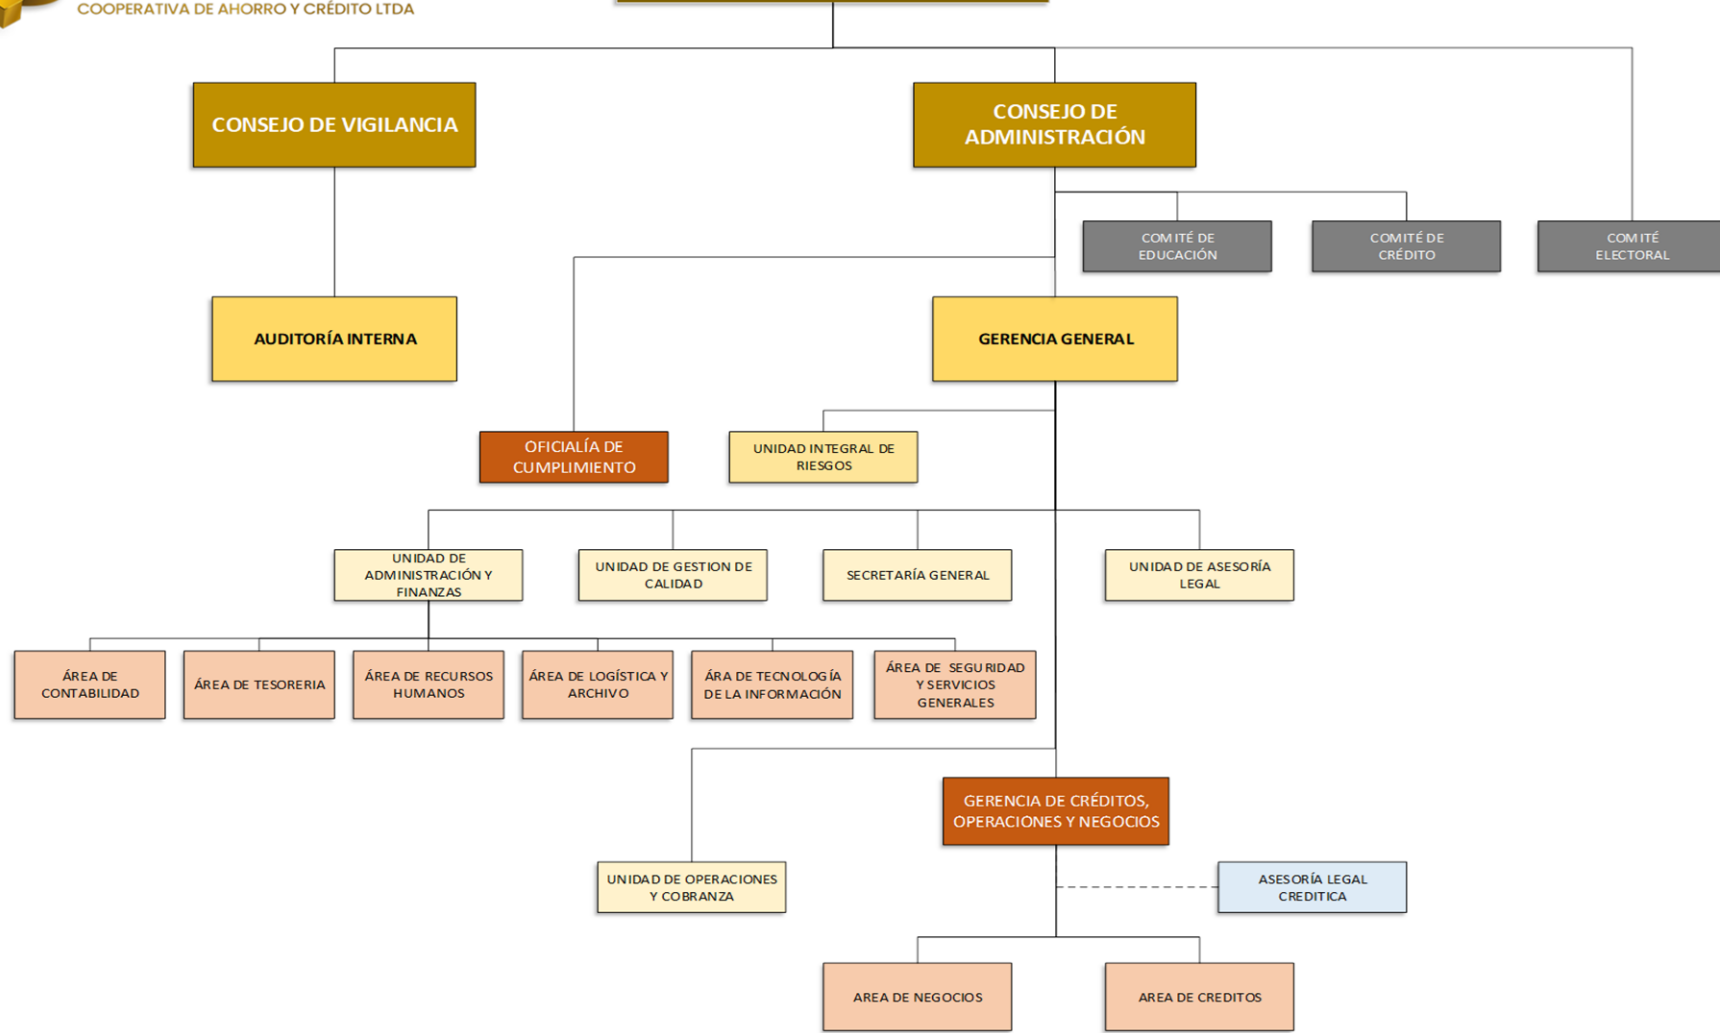 COOPERATIVA DE AHORRO Y CRÉDITO LTDA
CONSEJO DE VIGILANCIA
CONSEJO DE
ADMINISTRACIÓN
COMITÉ DE
EDUCACIÓN
COMITÉ DE
CRÉDITO
COMITÉ
ELECTORAL
AUDITORÍA INTERNA
GERENCIA GENERAL
OFICIALÍA DE
CUMPLIMIENTO
UNIDAD INTEGRAL DE
RIESGOS
UNIDAD DE
ADMINISTRACIÓN Y
FINANZAS
UNIDAD DE GESTION DE
CALIDAD
SECRETARÍA GENERAL
UNIDAD DE ASESORÍA
LEGAL
ÁREA DE
CONTABILIDAD
ÁREA DE TESORERIA
ÁREA DE RECURSOS
HUMANOS
ÁREA DE LOGÍSTICA Y
ARCHIVO
ÁRA DE TECNOLOGÍA
DE LA INFORMACIÓN
ÁREA DE SEGURIDAD
Y SERVICIOS
GENERALES
GERENCIA DE CRÉDITOS,
OPERACIONES Y NEGOCIOS
UNIDAD DE OPERACIONES
Y COBRANZA
ASESORÍA LEGAL
CREDITICA
AREA DE NEGOCIOS
AREA DE CREDITOS